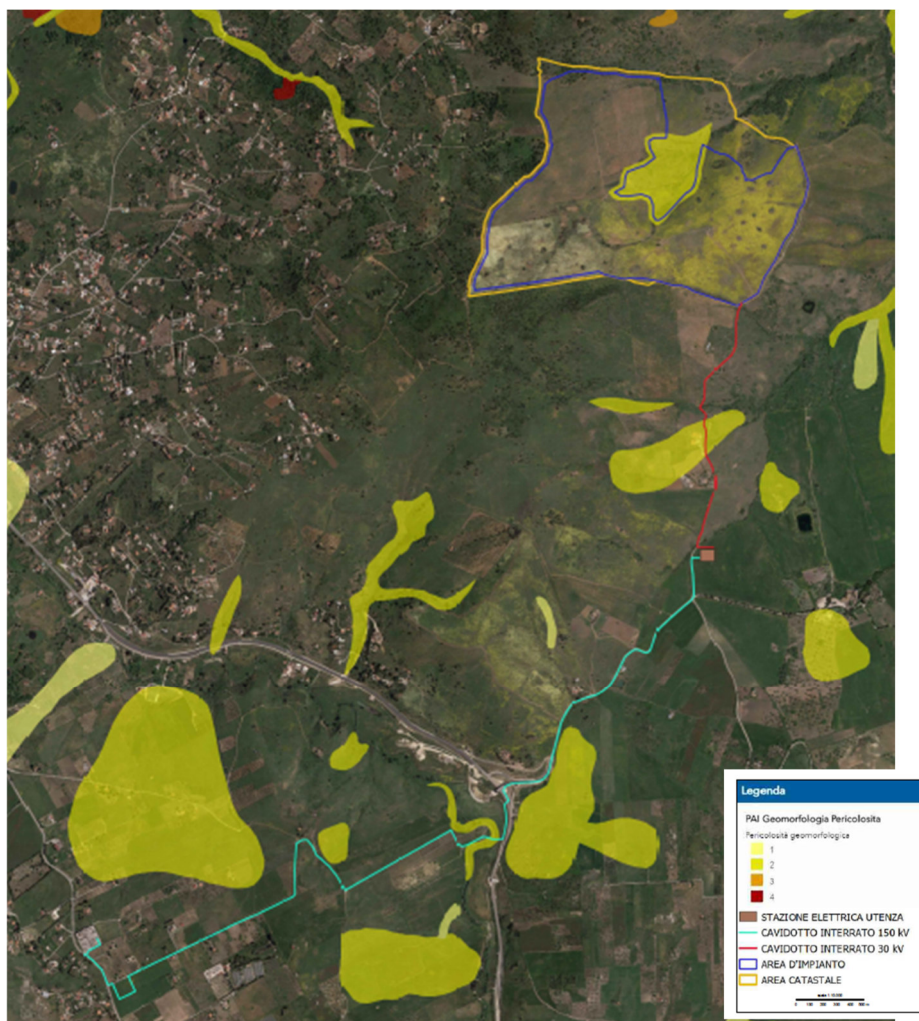 Legenda
PAI Geomorfologia Pericolosita
Pericolosità geomorfologica
1
2
3
4
STAZIONE ELETTRICA UTENZA
CAVIDOTTO INTERRATO 150 kV
CAVIDOTTO INTERRATO 30 kV
AREA D'IMPIANTO
AREA CATASTALE